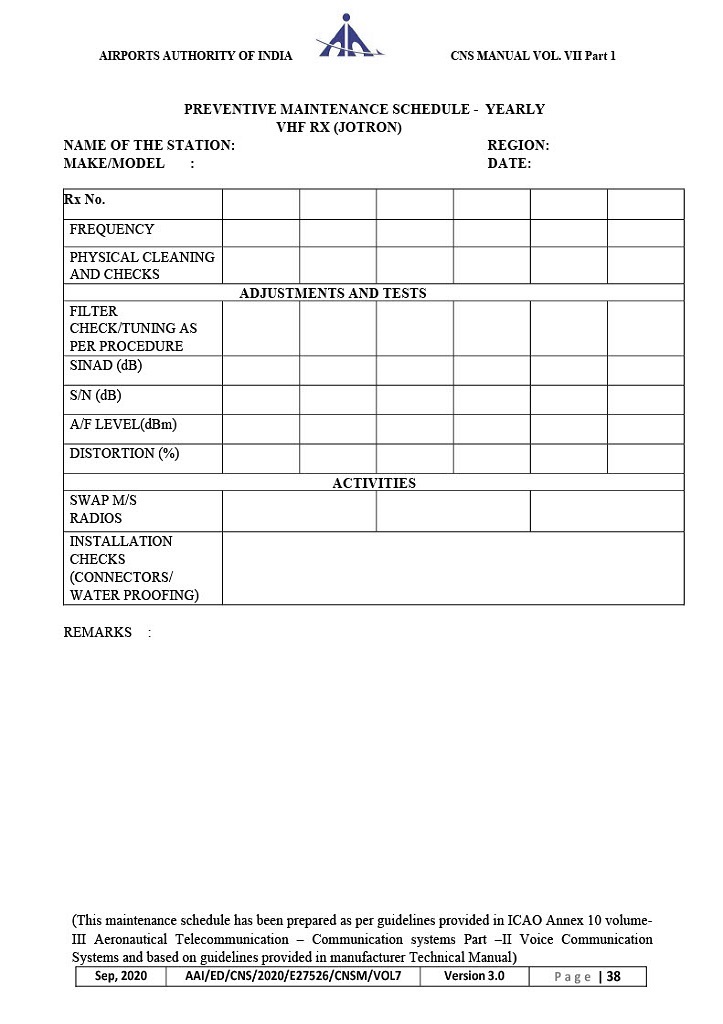 AIRPORTS AUTHORITY OF INDIA CNS MANUAL VOL. VII Part 1
PREVENTIVE MAINTENANCE SCHEDULE - YEARLY
VHF RX (JOTRON)
NAME OF THE STATION: REGION:
MAKE/MODEL : DATE:
Rx No.
FREQUENCY
PHYSICAL CLEANING
AND CHECKS
ADJUSTMENTS AND TESTS
FILTER
CHECK/TUNING AS
PER PROCEDURE
SINAD (dB)
S/N (dB)
A/F LEVEL(dBm)
DISTORTION (%)
ACTIVITIES
SWAP M/S
RADIOS
INSTALLATION
CHECKS
(CONNECTORS/
WATER PROOFING)
REMARKS :
(This maintenance schedule has been prepared as per guidelines provided in ICAO Annex 10 volume-
III Aeronautical Telecommunication – Communication systems Part –II Voice Communication
Systems and based on guidelines provided in manufacturer Technical Manual)
Sep, 2020 AAI/ED/CNS/2020/E27526/CNSM/VOL7 Version 3.0 Page | 38